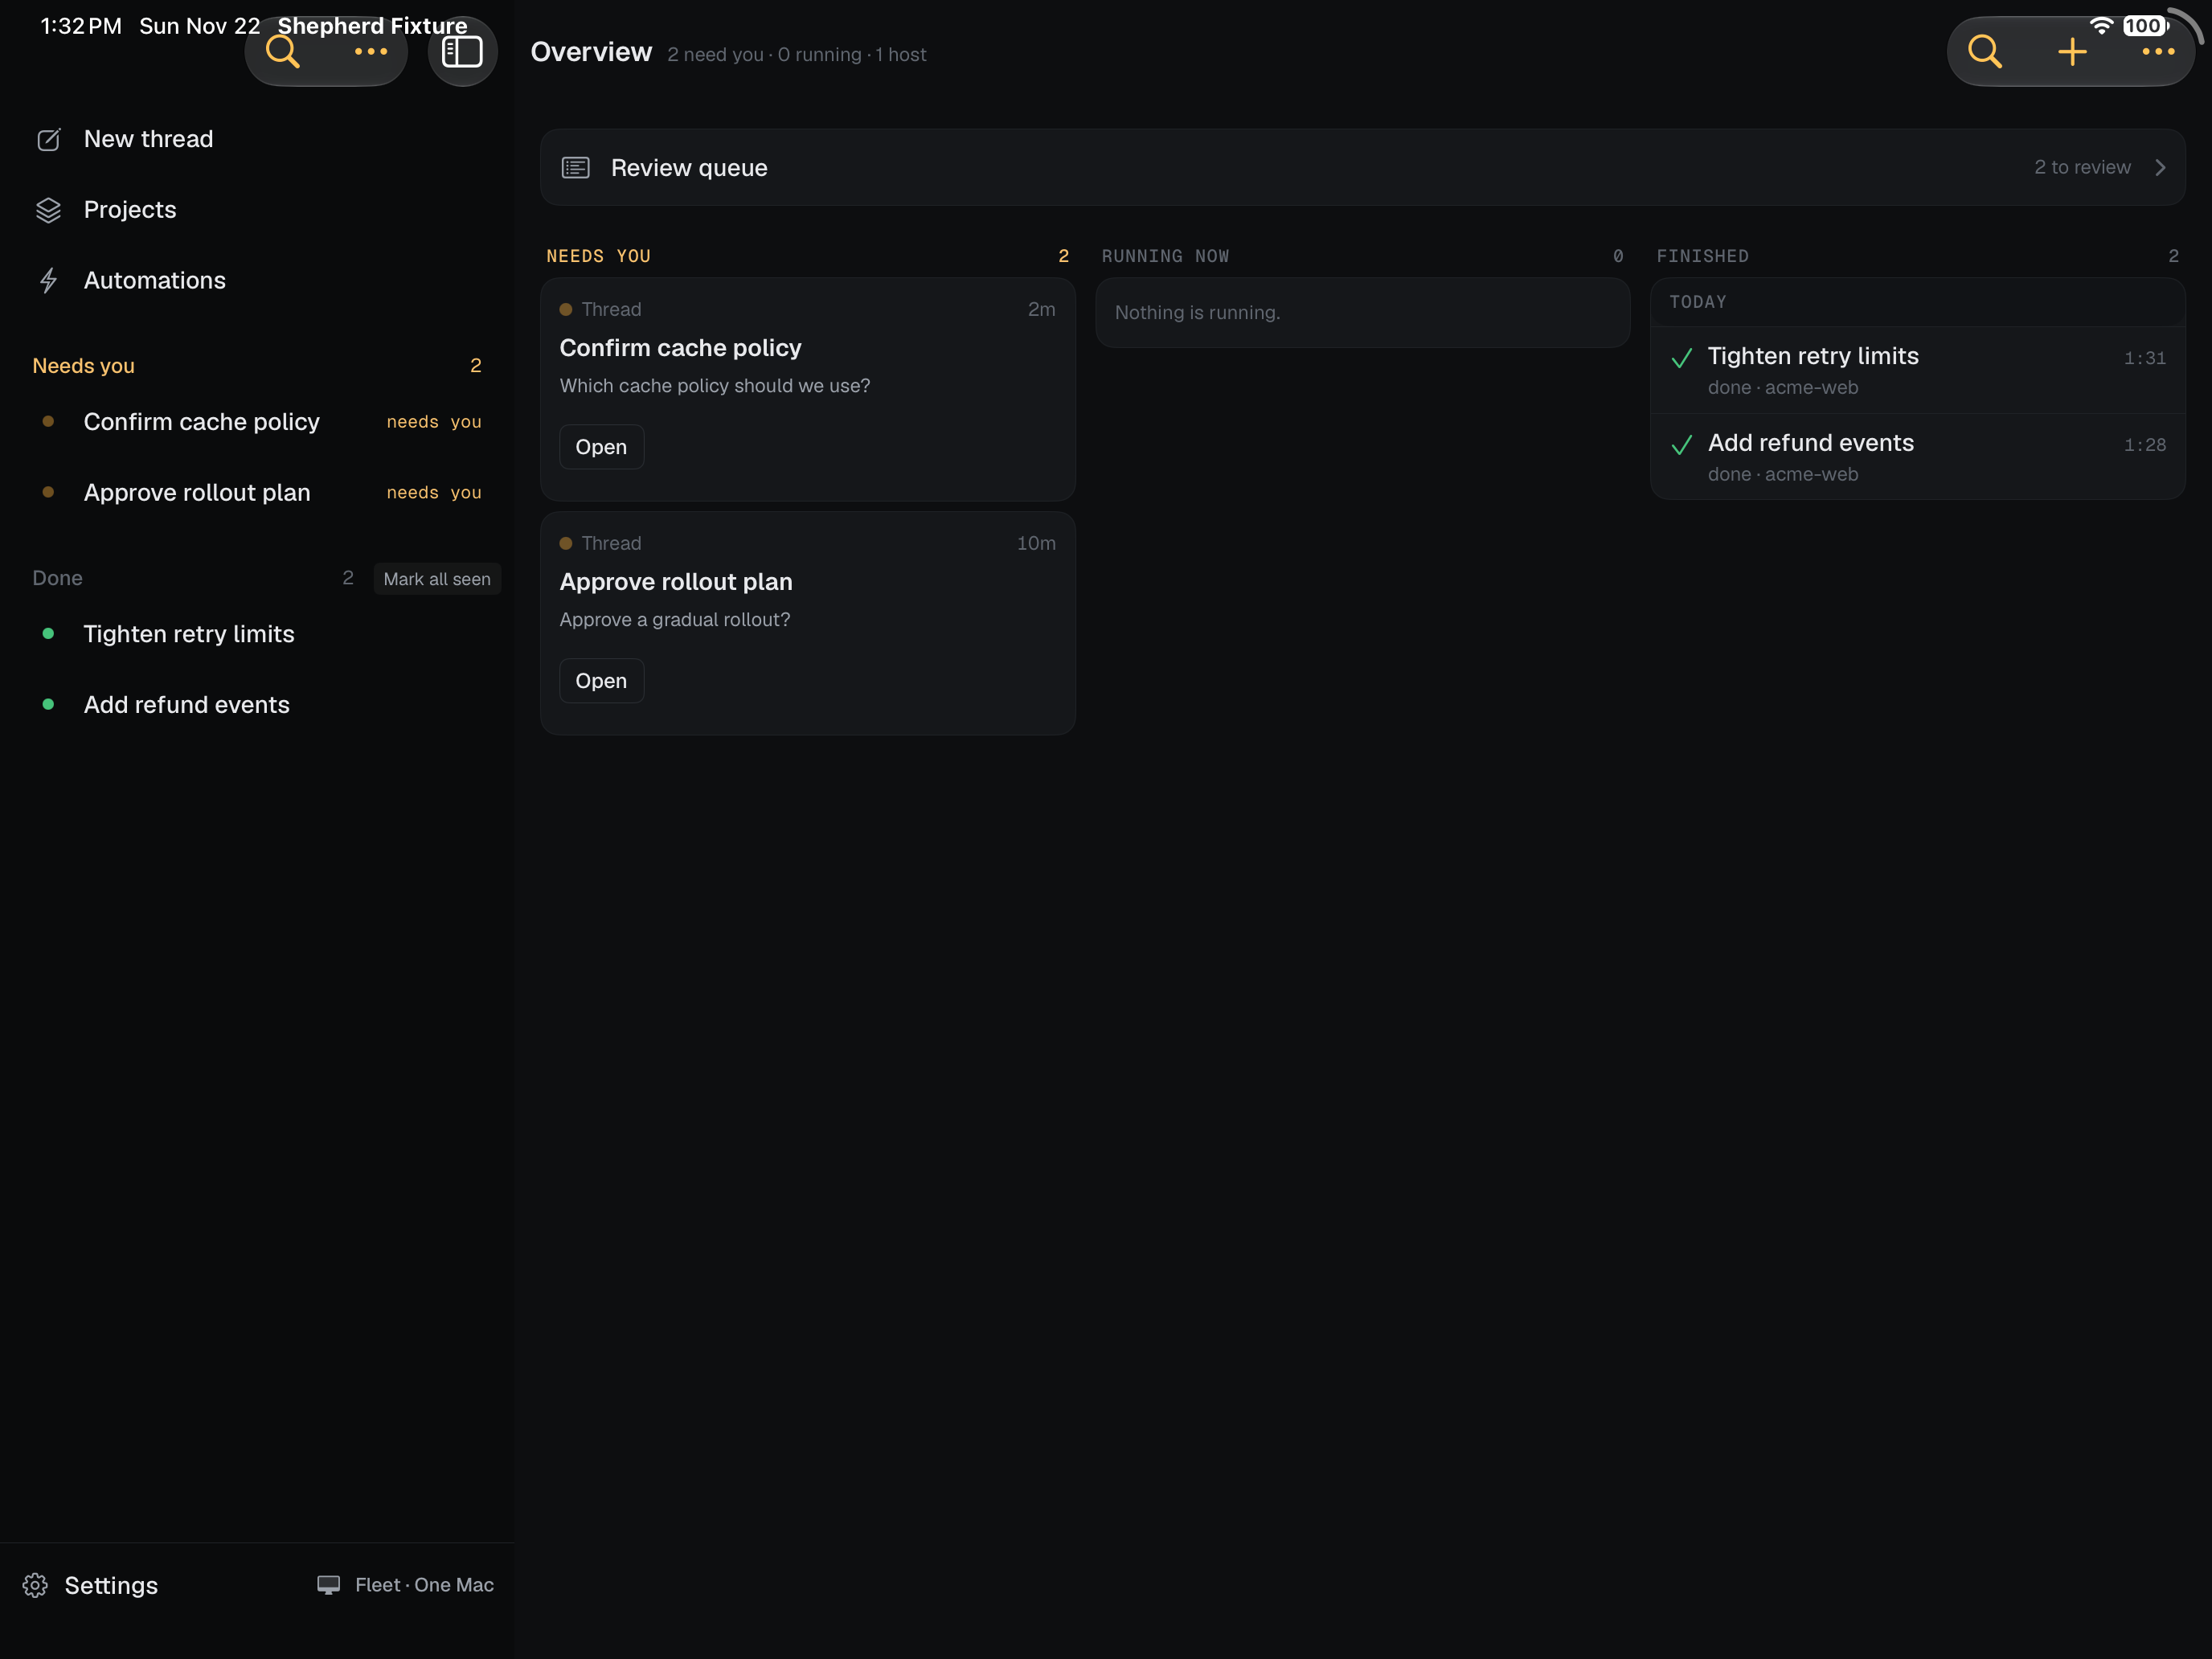 1:32 PM Sun Nov 22 Shepherd Fixture
100
Overview 2 need you · 0 running · 1 host
New thread
Projects
Automations
Needs you 2
Confirm cache policy needs you
Approve rollout plan needs you
Done 2 Mark all seen
Tighten retry limits
Add refund events
Settings Fleet · One Mac
Review queue 2 to review
NEEDS YOU 2
Thread 2m
Confirm cache policy
Which cache policy should we use?
Open
Thread 10m
Approve rollout plan
Approve a gradual rollout?
Open
RUNNING NOW 0
Nothing is running.
FINISHED 2
TODAY
Tighten retry limits 1:31
done · acme-web
Add refund events 1:28
done · acme-web